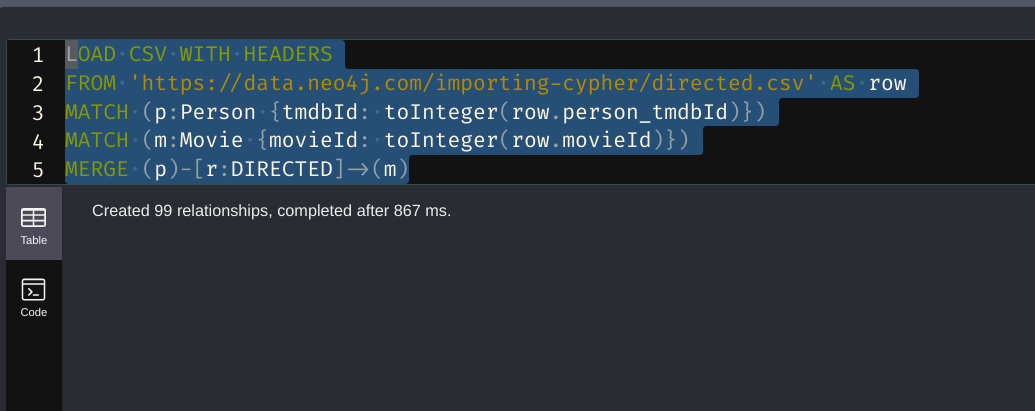 1 LOAD CSV WITH HEADERS
2 FROM 'https://data.neo4j.com/importing-cypher/directed.csv' AS row
3 MATCH (p:Person {tmdbId: toInteger(row.person_tmdbId)})
4 MATCH (m:Movie {movieId: toInteger(row.movieId)})
5 MERGE (p)-[r:DIRECTED]->(m)
Created 99 relationships, completed after 867 ms.
Table
Code